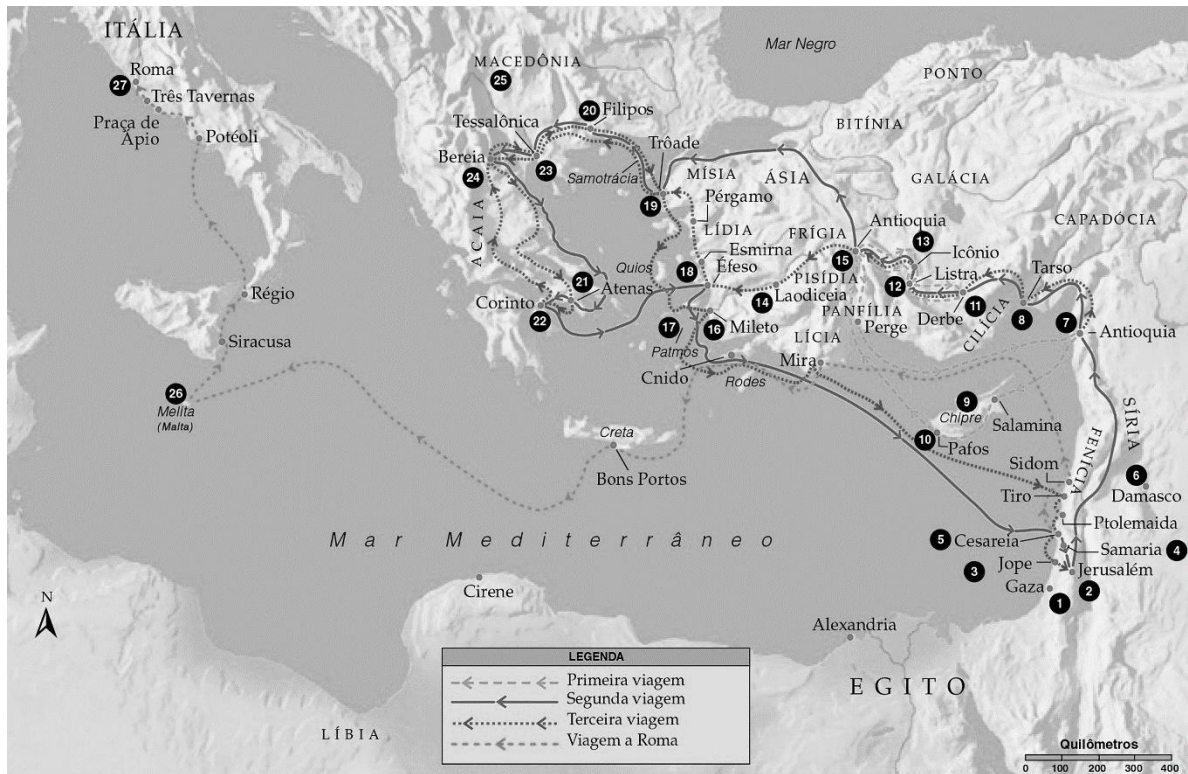 ITÁLIA
Roma
27
Três Tavernas
Praça de
Ápio
Potéoli
Régio
Siracusa
26
Melita
(Malta)
Mar Negro
MACEDÔNIA
25
20
Filipos
Tessalônica
Bereia
24
23
Samotrácia
Trôade
19
MÍSIA
ÁSIA
Pérgamo
LÍDIA
FRÍGIA
Esmirna
Éfeso
18
Quios
ACAIA
21
Atenas
Corinto
22
17
16
Mileto
Patmos
14
Laodiceia
PISÍDIA
PANFÍLIA
Perge
LÍCIA
Mira
Cnido
Rodes
PONTO
BITÍNIA
GALÁCIA
CAPADÓCIA
Antioquia
13
15
Icônio
12
Listra
Derbe
11
CILÍCIA
Tarso
8
7
Antioquia
9
Chipre
Salamina
10
Pafos
SÍRIA
FENÍCIA
Sidom
Tiro
6
Damasco
Ptolemaida
5
Cesareia
Samaria
4
3
Jope
Jerusalém
Gaza
1
2
Creta
Bons Portos
Mar Mediterrâneo
Cirene
Alexandria
EGITO
LÍBIA
N
LEGENDA
Primeira viagem
Segunda viagem
Terceira viagem
Viagem a Roma
Quilômetros
0 100 200 300 400